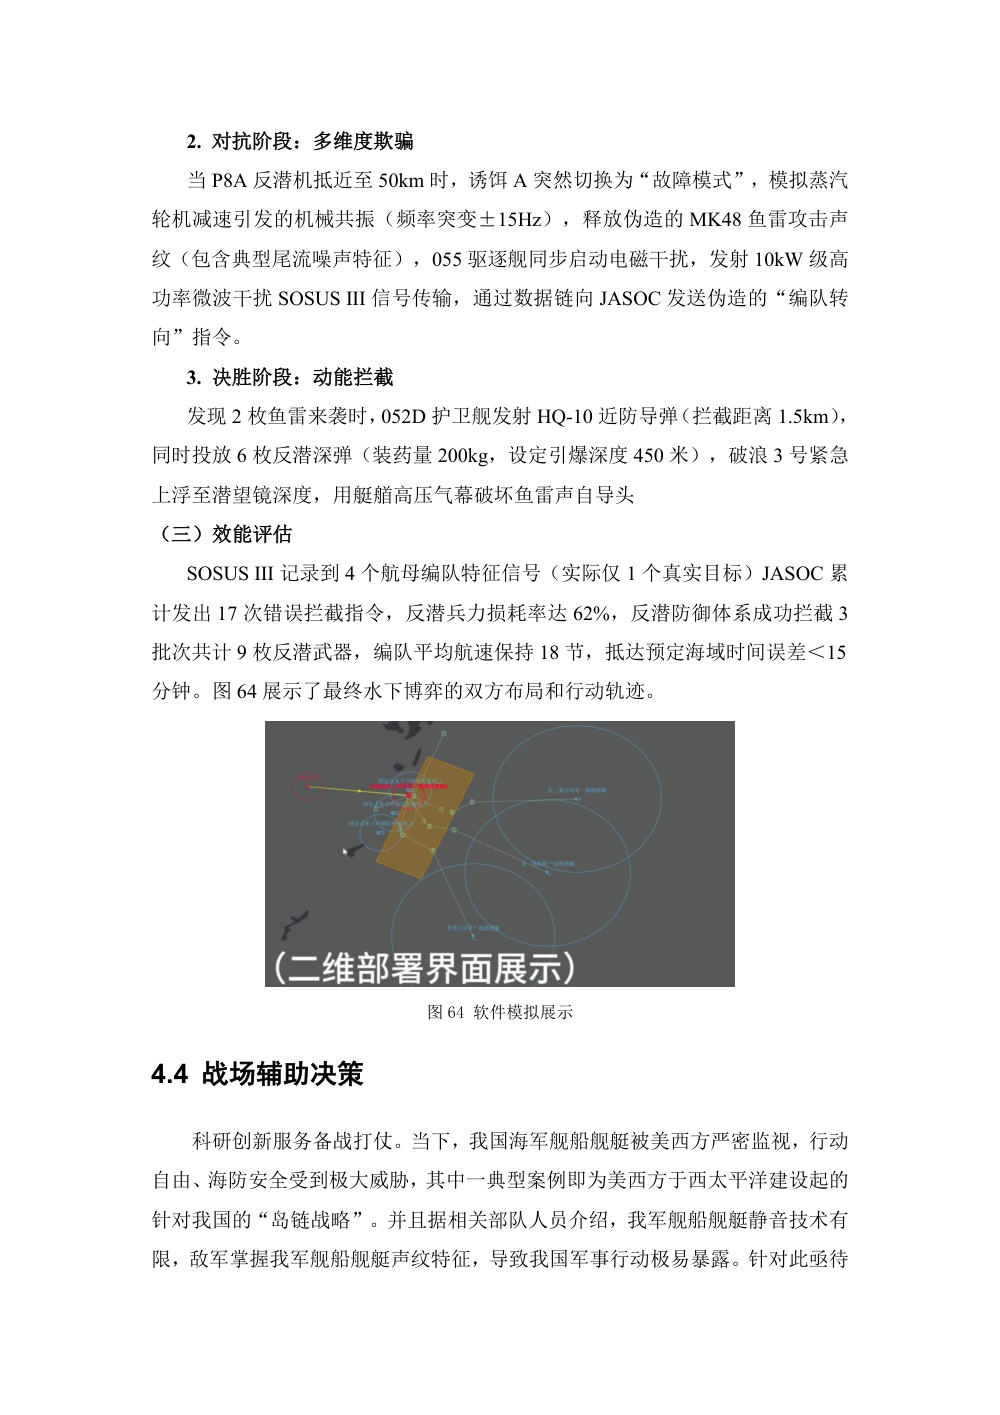 2. 对抗阶段：多维度欺骗
当 P8A 反潜机抵近至 50km 时，诱饵 A 突然切换为“故障模式”，模拟蒸汽
轮机减速引发的机械共振（频率突变±15Hz），释放伪造的 MK48 鱼雷攻击声
纹（包含典型尾流噪声特征），055 驱逐舰同步启动电磁干扰，发射 10kW 级高
功率微波干扰 SOSUS III 信号传输，通过数据链向 JASOC 发送伪造的“编队转
向”指令。
3. 决胜阶段：动能拦截
发现 2 枚鱼雷来袭时，052D 护卫舰发射 HQ-10 近防导弹（拦截距离 1.5km），
同时投放 6 枚反潜深弹（装药量 200kg，设定引爆深度 450 米），破浪 3 号紧急
上浮至潜望镜深度，用艇艏高压气幕破坏鱼雷声自导头
（三）效能评估
SOSUS III 记录到 4 个航母编队特征信号（实际仅 1 个真实目标）JASOC 累
计发出 17 次错误拦截指令，反潜兵力损耗率达 62%，反潜防御体系成功拦截 3
批次共计 9 枚反潜武器，编队平均航速保持 18 节，抵达预定海域时间误差＜15
分钟。图 64 展示了最终水下博弈的双方布局和行动轨迹。
（二维部署界面展示）
图 64 软件模拟展示
4.4 战场辅助决策
科研创新服务备战打仗。当下，我国海军舰船舰艇被美西方严密监视，行动
自由、海防安全受到极大威胁，其中一典型案例即为美西方于西太平洋建设起的
针对我国的“岛链战略”。并且据相关部队人员介绍，我军舰船舰艇静音技术有
限，敌军掌握我军舰船舰艇声纹特征，导致我国军事行动极易暴露。针对此亟待